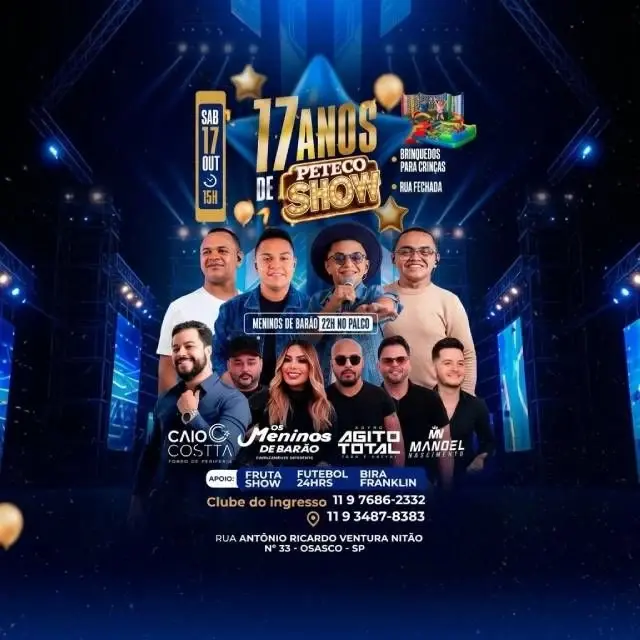 SAB
17
OUT
15H
17 ANOS
DE PETECO
SHOW
BRINQUEDOS
PARA CRINÇAS
RUA FECHADA
MENINOS DE BARÃO 22H NO PALCO
CAIO
COSTTA
FORRÓ DE PERIFERIA
OS
Meninos
DE BARÃO
AGITO
TOTAL
MN
MANOEL
NASCIMENTO
APOIO:
FRUTA
SHOW
FUTEBOL
24HRS
BIRA
FRANKLIN
Clube do ingresso 11 9 7686-2332
11 9 3487-8383
RUA ANTÔNIO RICARDO VENTURA NITÃO
Nº 33 - OSASCO - SP